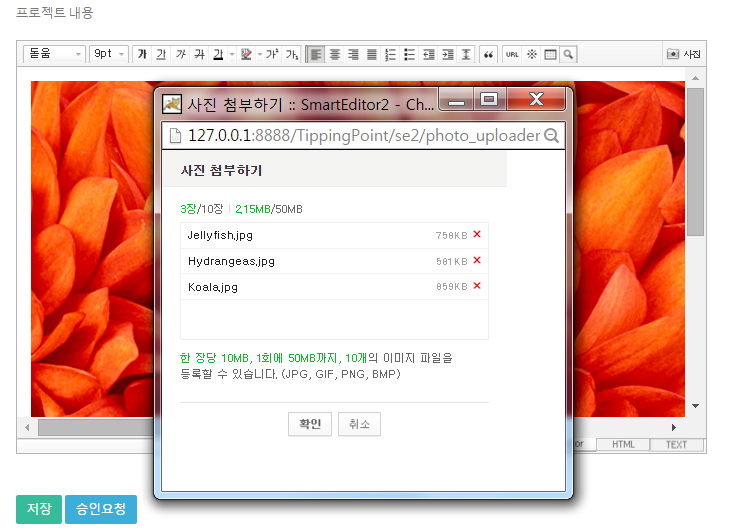 프로젝트 내용
돋움 9pt 가 가 가 가 가 가 가¹ 가₁ URL 사진
사진 첨부하기 :: SmartEditor2 - Ch...
127.0.0.1:8888/TippingPoint/se2/photo_uploader
사진 첨부하기
3장/10장 | 2.15MB/50MB
Jellyfish.jpg 758KB
Hydrangeas.jpg 581KB
Koala.jpg 859KB
한 장당 10MB, 1회에 50MB까지, 10개의 이미지 파일을
등록할 수 있습니다. (JPG, GIF, PNG, BMP)
확인 취소
HTML TEXT
저장 승인요청